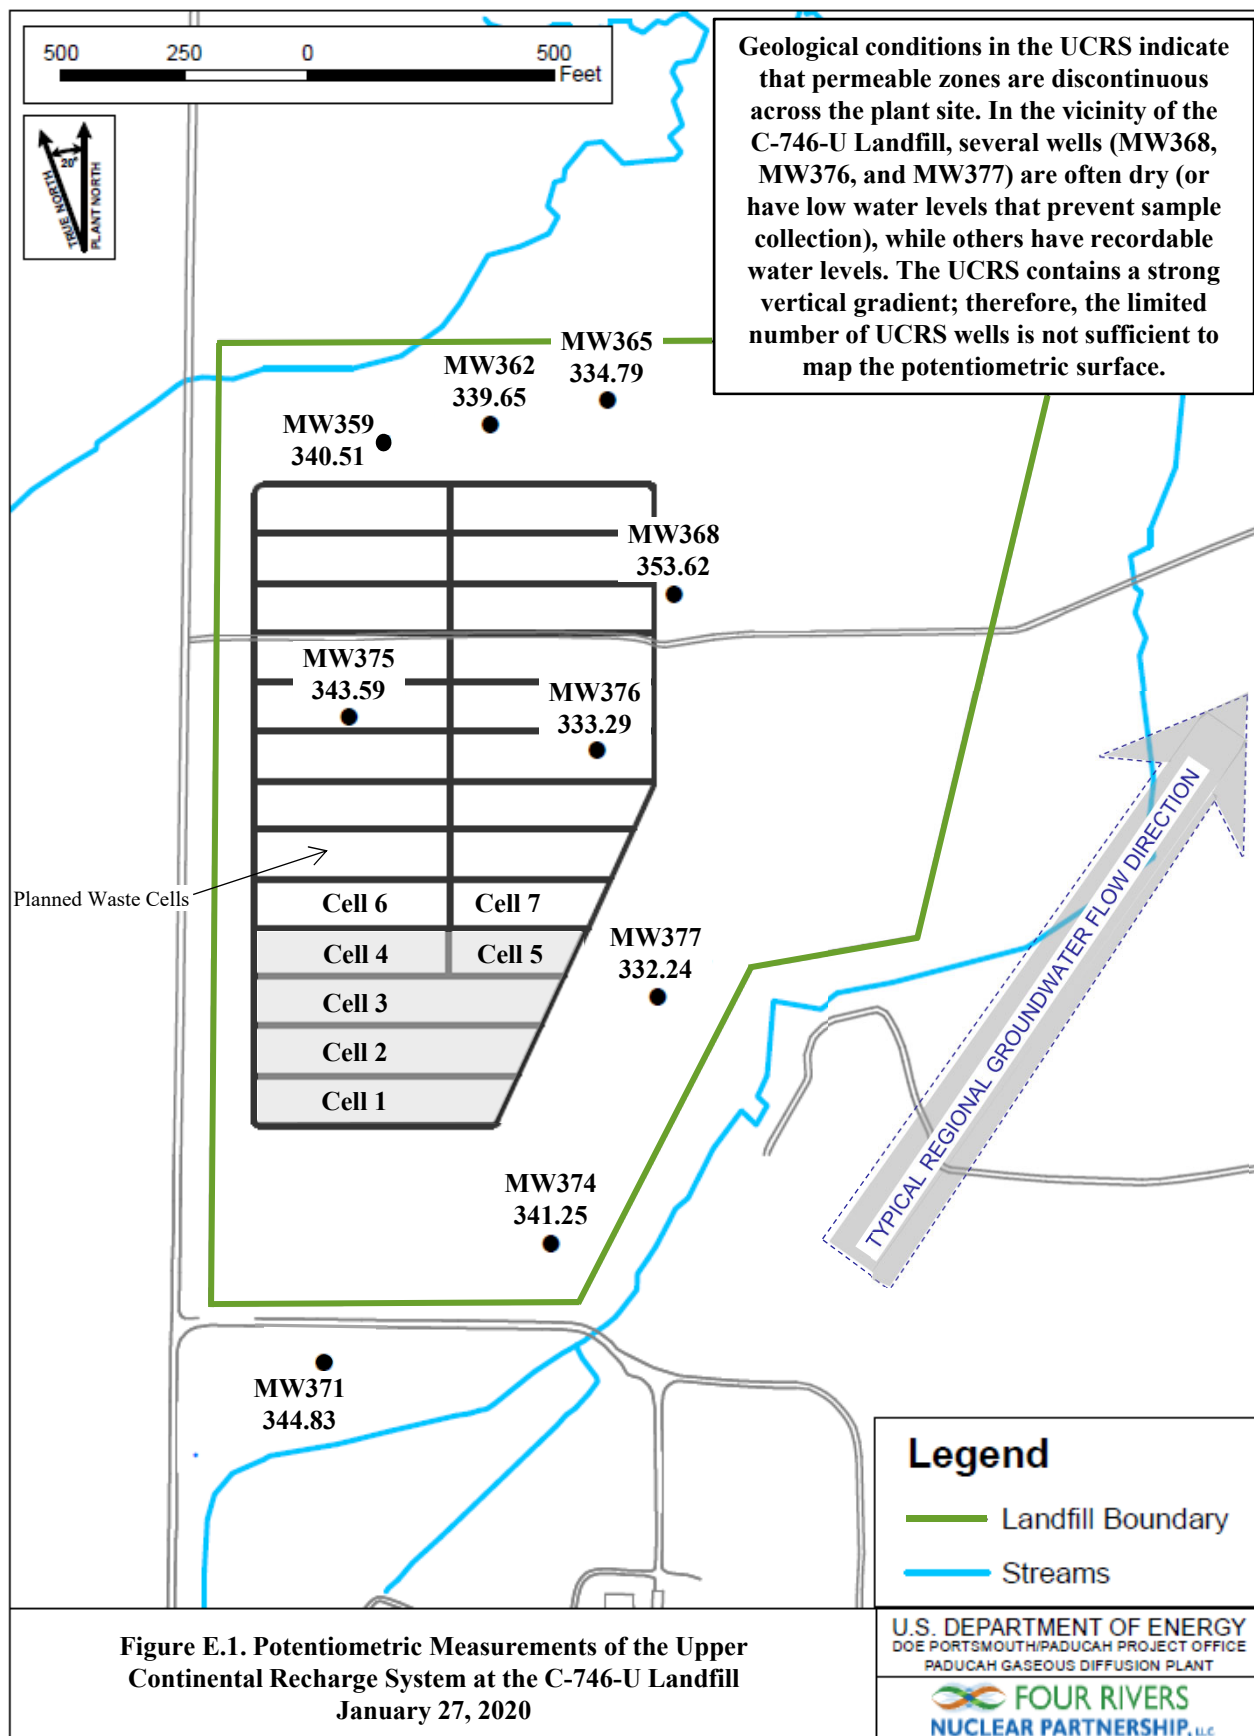 500
250
0
500
Feet
20°
TRUE NORTH
PLANT NORTH
Geological conditions in the UCRS indicate
that permeable zones are discontinuous
across the plant site. In the vicinity of the
C-746-U Landfill, several wells (MW368,
MW376, and MW377) are often dry (or
have low water levels that prevent sample
collection), while others have recordable
water levels. The UCRS contains a strong
vertical gradient; therefore, the limited
number of UCRS wells is not sufficient to
map the potentiometric surface.
MW365
334.79
MW362
339.65
MW359
340.51
MW368
353.62
MW375
343.59
MW376
333.29
Planned Waste Cells
Cell 6
Cell 7
Cell 4
Cell 5
Cell 3
Cell 2
Cell 1
MW377
332.24
TYPICAL REGIONAL GROUNDWATER FLOW DIRECTION
MW374
341.25
MW371
344.83
Legend
Landfill Boundary
Streams
Figure E.1. Potentiometric Measurements of the Upper
Continental Recharge System at the C-746-U Landfill
January 27, 2020
U.S. DEPARTMENT OF ENERGY
DOE PORTSMOUTH/PADUCAH PROJECT OFFICE
PADUCAH GASEOUS DIFFUSION PLANT
FOUR RIVERS
NUCLEAR PARTNERSHIP, LLC